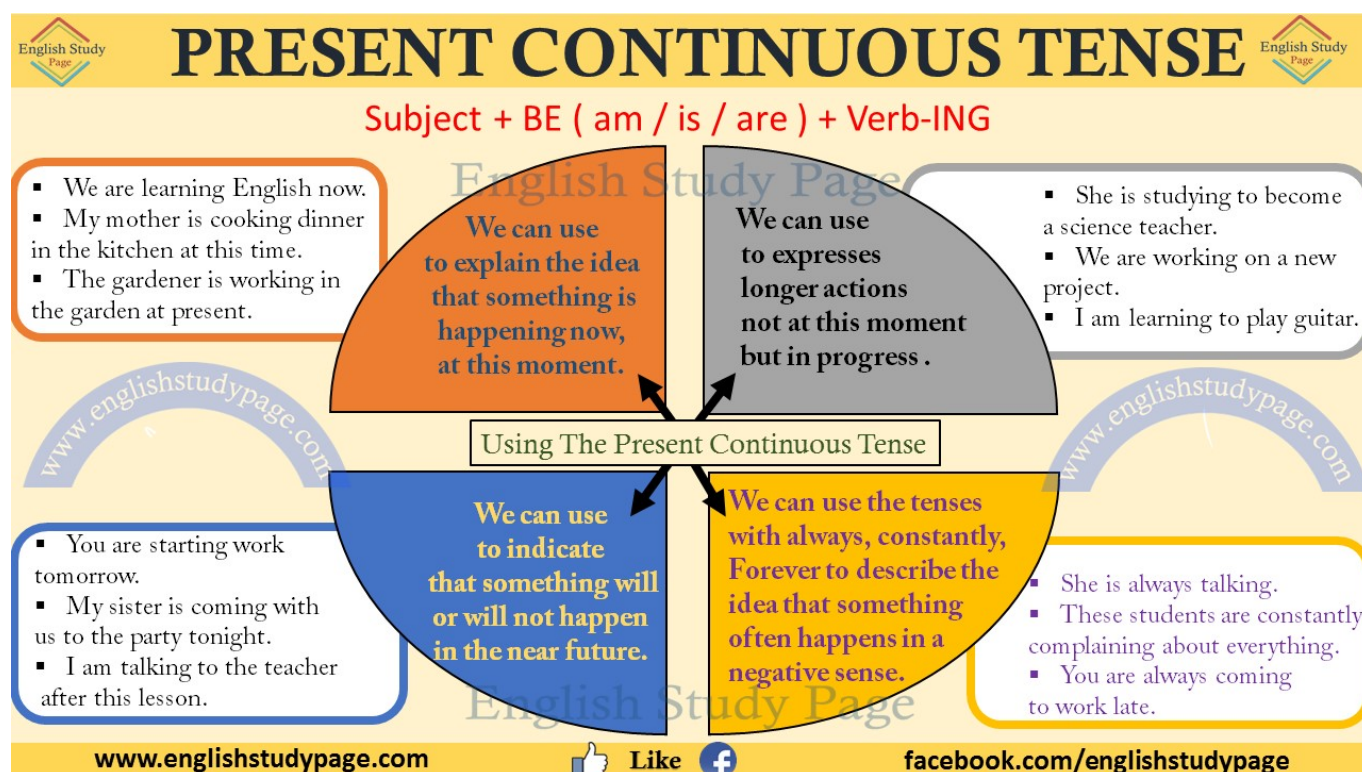 English Study
Page
PRESENT CONTINUOUS TENSE
English Study
Page
Subject + BE ( am / is / are ) + Verb-ING
English Study Page
▪ We are learning English now.
▪ My mother is cooking dinner
in the kitchen at this time.
▪ The gardener is working in
the garden at present.
We can use
to explain the idea
that something is
happening now,
at this moment.
We can use
to expresses
longer actions
not at this moment
but in progress .
▪ She is studying to become
a science teacher.
▪ We are working on a new
project.
▪ I am learning to play guitar.
www.englishstudypage.com
www.englishstudypage.com
Using The Present Continuous Tense
▪ You are starting work
tomorrow.
▪ My sister is coming with
us to the party tonight.
▪ I am talking to the teacher
after this lesson.
We can use
to indicate
that something will
or will not happen
in the near future.
We can use the tenses
with always, constantly,
Forever to describe the
idea that something
often happens in a
negative sense.
▪ She is always talking.
▪ These students are constantly
complaining about everything.
▪ You are always coming
to work late.
English Study Page
www.englishstudypage.com
Like
facebook.com/englishstudypage